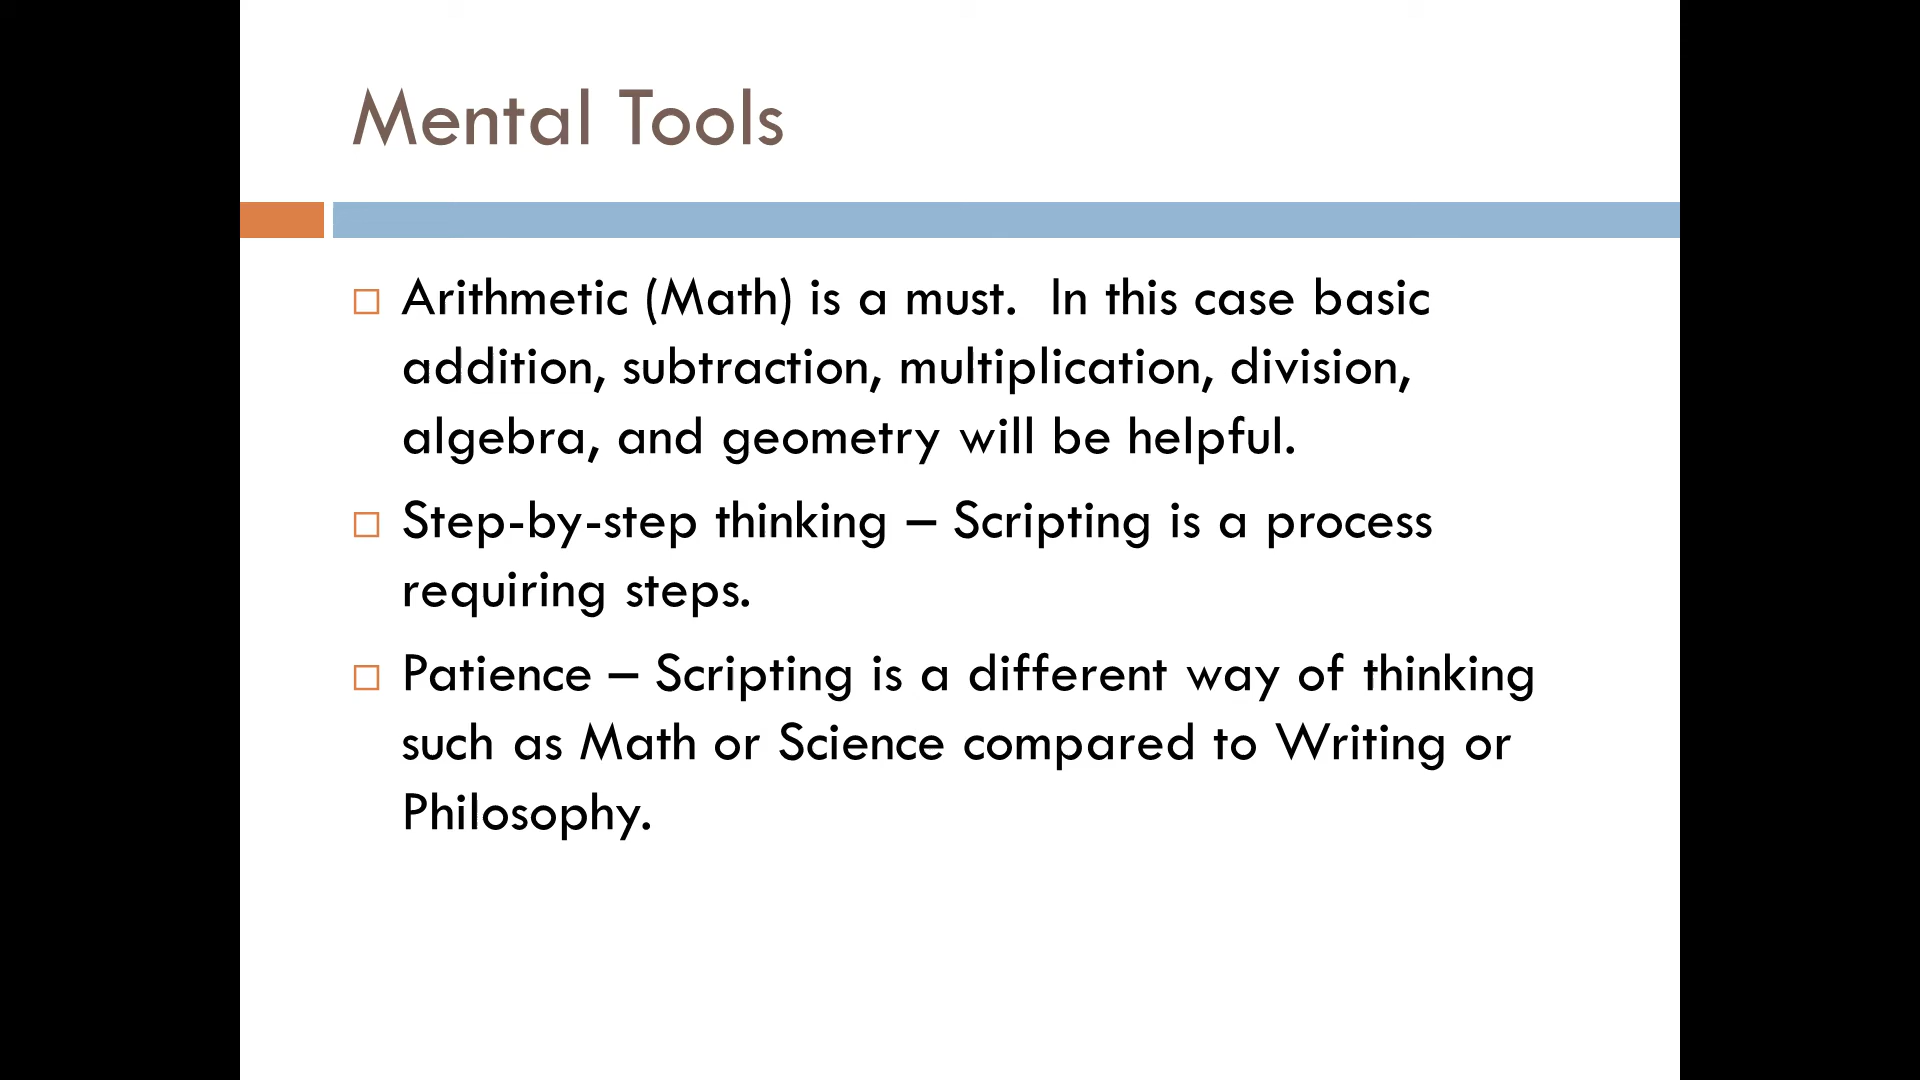 Mental Tools
Arithmetic (Math) is a must.  In this case basic
addition, subtraction, multiplication, division,
algebra, and geometry will be helpful.
Step-by-step thinking – Scripting is a process
requiring steps.
Patience – Scripting is a different way of thinking
such as Math or Science compared to Writing or
Philosophy.